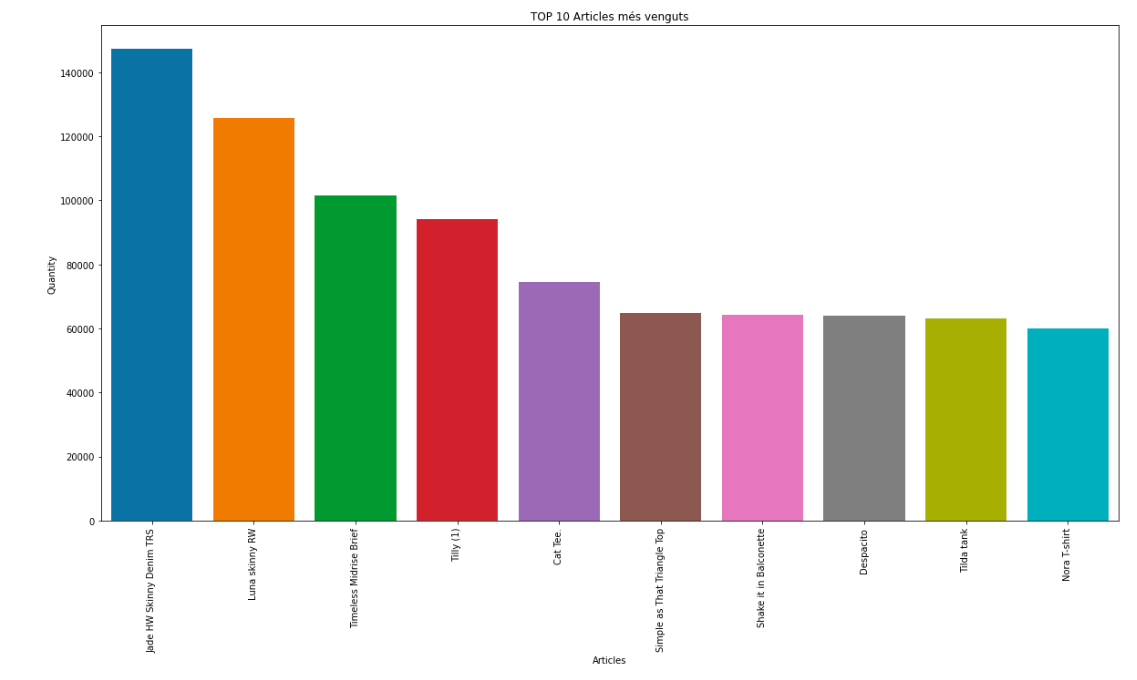 TOP 10 Articles més venguts
Quantity
140000
120000
100000
80000
60000
40000
20000
0
Jade HW Skinny Denim TRS
Luna skinny RW
Timeless Midrise Brief
Tilly (1)
Cat Tee.
Simple as That Triangle Top
Shake it in Balconette
Despacito
Tilda tank
Nora T-shirt
Articles